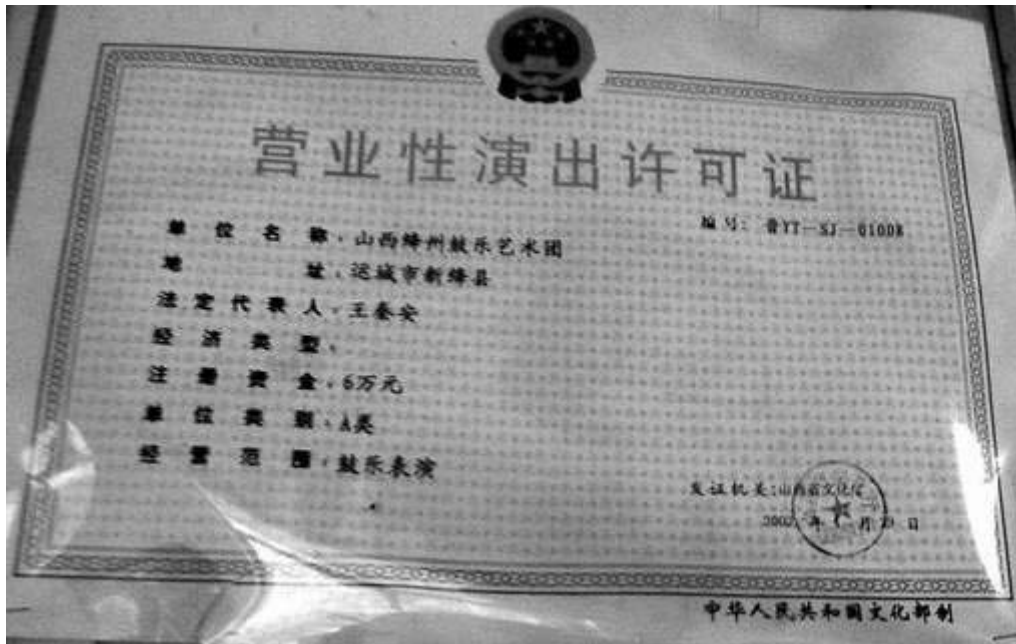 营业性演出许可证
编号：晋YT—SJ—0100
单位名称：山西绛州鼓乐艺术团
地址：运城市新绛县
法定代表人：王秦安
经济类型：
注册资金：6万元
单位类别：A类
经营范围：鼓乐表演
发证机关：山西省文化厅
年 月 日
中华人民共和国文化部制